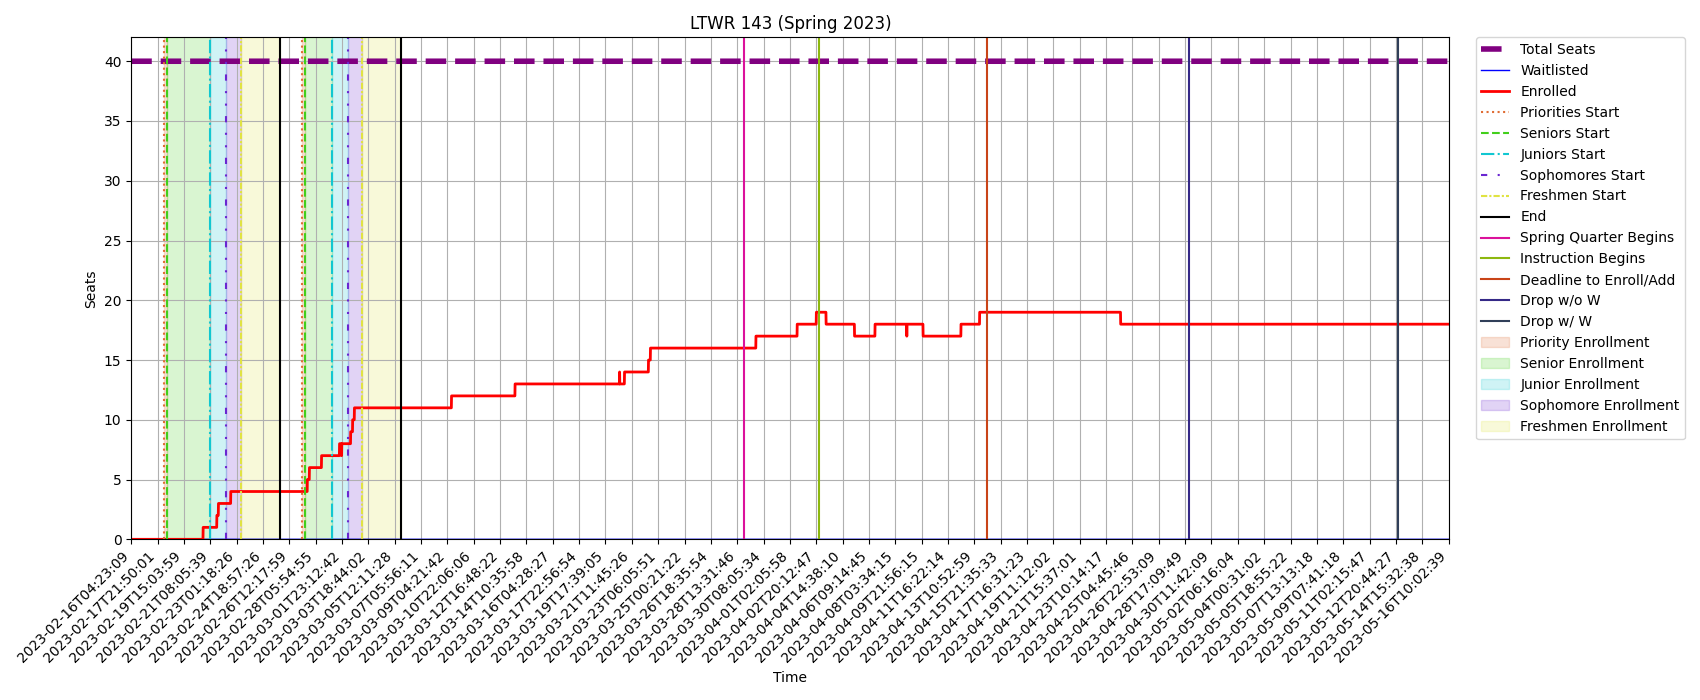 LTWR 143 (Spring 2023)
Seats
40
35
30
25
20
15
10
5
0
2023-02-16T04:23:09
2023-02-17T21:50:01
2023-02-19T15:03:59
2023-02-21T08:05:39
2023-02-23T01:18:26
2023-02-24T18:57:26
2023-02-26T12:17:59
2023-02-28T05:54:55
2023-03-01T23:12:42
2023-03-03T18:44:02
2023-03-05T12:11:28
2023-03-07T05:56:11
2023-03-09T04:21:42
2023-03-10T22:06:06
2023-03-12T16:48:22
2023-03-14T10:35:58
2023-03-16T04:28:27
2023-03-17T22:56:54
2023-03-19T17:39:05
2023-03-21T11:45:26
2023-03-23T06:05:51
2023-03-25T00:21:22
2023-03-26T18:35:54
2023-03-28T13:31:46
2023-03-30T08:05:34
2023-04-01T02:05:58
2023-04-02T20:12:47
2023-04-04T14:38:10
2023-04-06T09:14:45
2023-04-08T03:34:15
2023-04-09T21:56:15
2023-04-11T16:22:14
2023-04-13T10:52:59
2023-04-15T21:35:33
2023-04-17T16:31:23
2023-04-19T11:12:02
2023-04-21T15:37:01
2023-04-23T10:14:17
2023-04-25T04:45:46
2023-04-26T22:53:09
2023-04-28T17:09:49
2023-04-30T11:42:09
2023-05-02T06:16:04
2023-05-04T00:31:02
2023-05-05T18:55:22
2023-05-07T13:13:18
2023-05-09T07:41:18
2023-05-11T02:15:47
2023-05-12T20:44:27
2023-05-14T15:32:38
2023-05-16T10:02:39
Time
Total Seats
Waitlisted
Enrolled
Priorities Start
Seniors Start
Juniors Start
Sophomores Start
Freshmen Start
End
Spring Quarter Begins
Instruction Begins
Deadline to Enroll/Add
Drop w/o W
Drop w/ W
Priority Enrollment
Senior Enrollment
Junior Enrollment
Sophomore Enrollment
Freshmen Enrollment